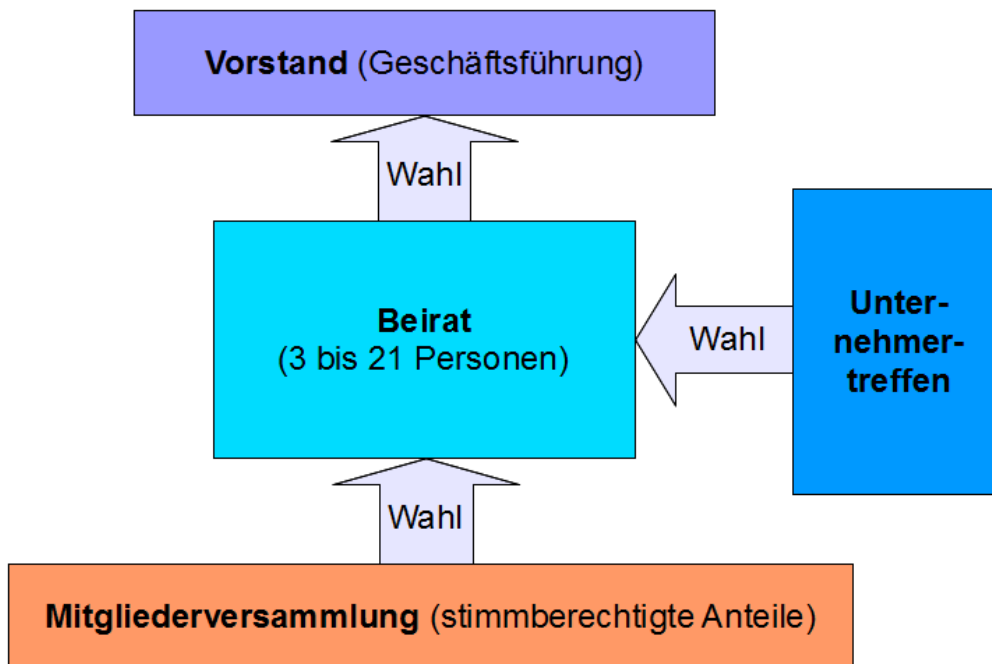 Vorstand (Geschäftsführung)
Wahl
Beirat
(3 bis 21 Personen)
Wahl
Unter-
nehmer-
treffen
Wahl
Mitgliederversammlung (stimmberechtigte Anteile)